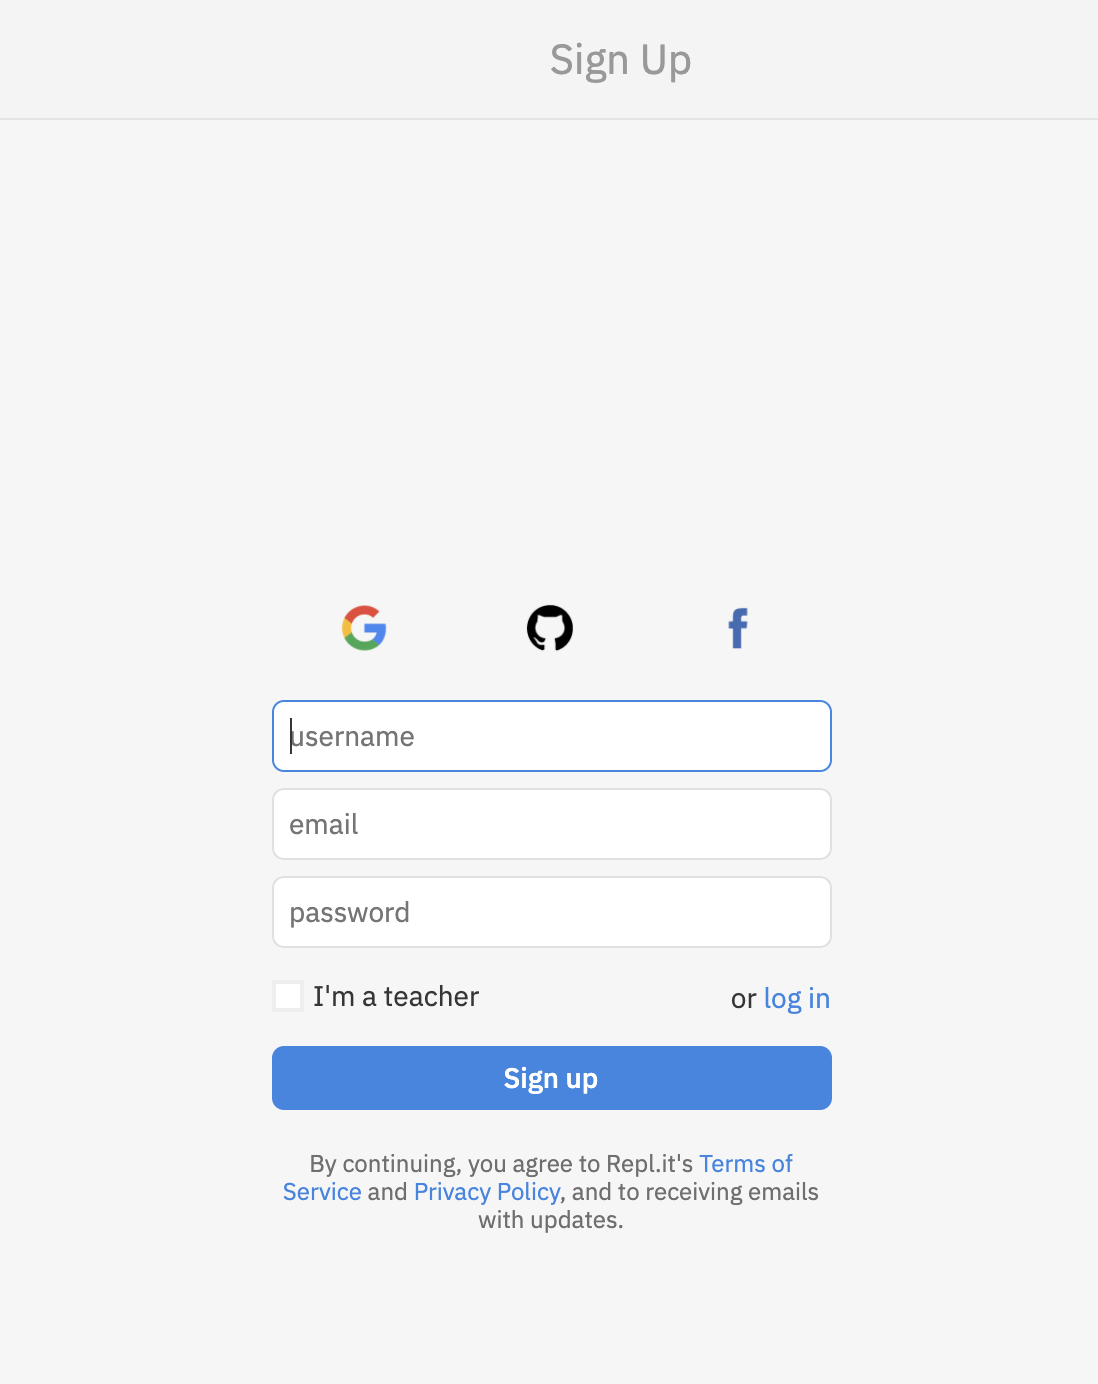 Sign Up
username
email
password
I'm a teacher
or log in
Sign up
By continuing, you agree to Repl.it's Terms of
Service and Privacy Policy, and to receiving emails
with updates.